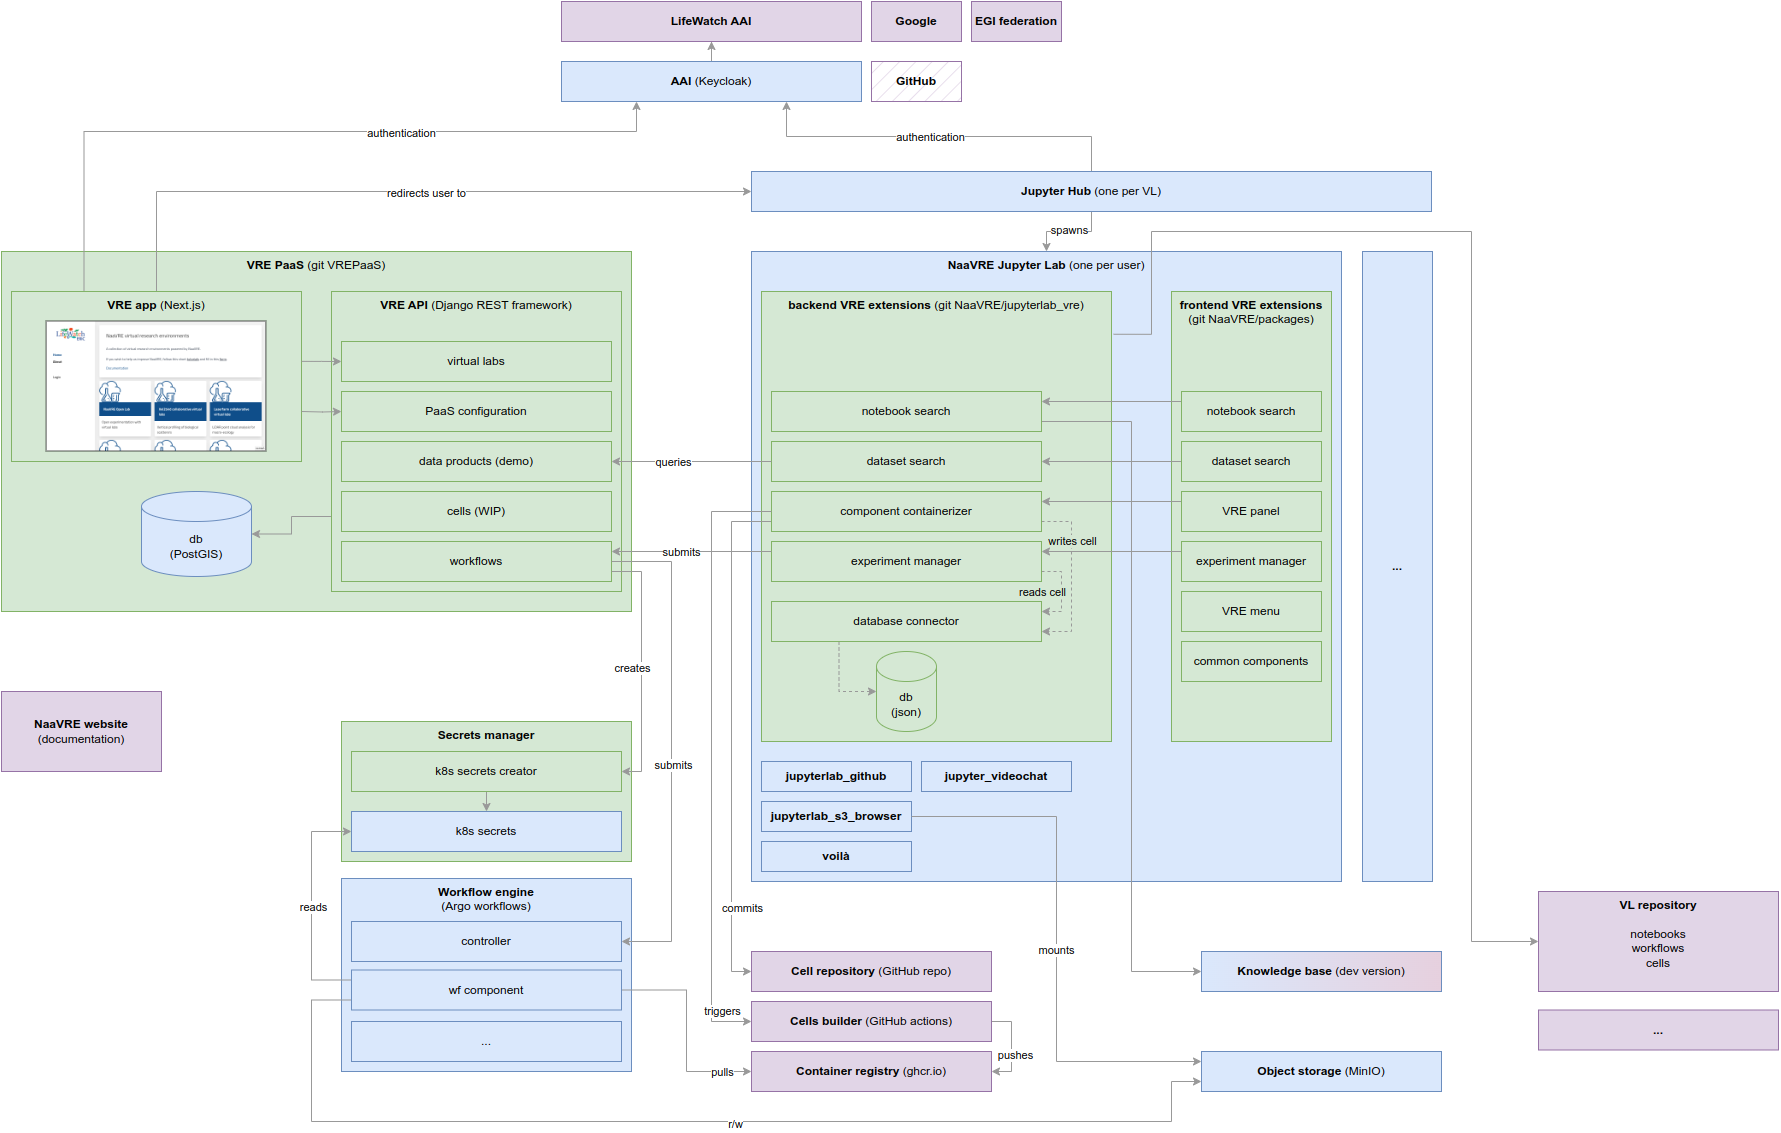 LifeWatch AAI
Google
EGI federation
AAI (Keycloak)
GitHub
authentication
authentication
redirects user to
Jupyter Hub (one per VL)
spawns
VRE PaaS (git VREPaaS)
NaaVRE Jupyter Lab (one per user)
VRE app (Next.js)
NaaVRE virtual research environments
VRE API (Django REST framework)
virtual labs
PaaS configuration
data products (demo)
cells (WIP)
workflows
db
(PostGIS)
backend VRE extensions (git NaaVRE/jupyterlab_vre)
notebook search
dataset search
component containerizer
experiment manager
database connector
db
(json)
frontend VRE extensions
(git NaaVRE/packages)
notebook search
dataset search
VRE panel
experiment manager
VRE menu
common components
...
queries
submits
writes cell
reads cell
creates
submits
NaaVRE website
(documentation)
Secrets manager
k8s secrets creator
k8s secrets
reads
Workflow engine
(Argo workflows)
controller
wf component
...
jupyterlab_github
jupyter_videochat
jupyterlab_s3_browser
voilà
commits
mounts
triggers
pushes
pulls
r/w
Cell repository (GitHub repo)
Cells builder (GitHub actions)
Container registry (ghcr.io)
Knowledge base (dev version)
Object storage (MinIO)
VL repository
notebooks
workflows
cells
...